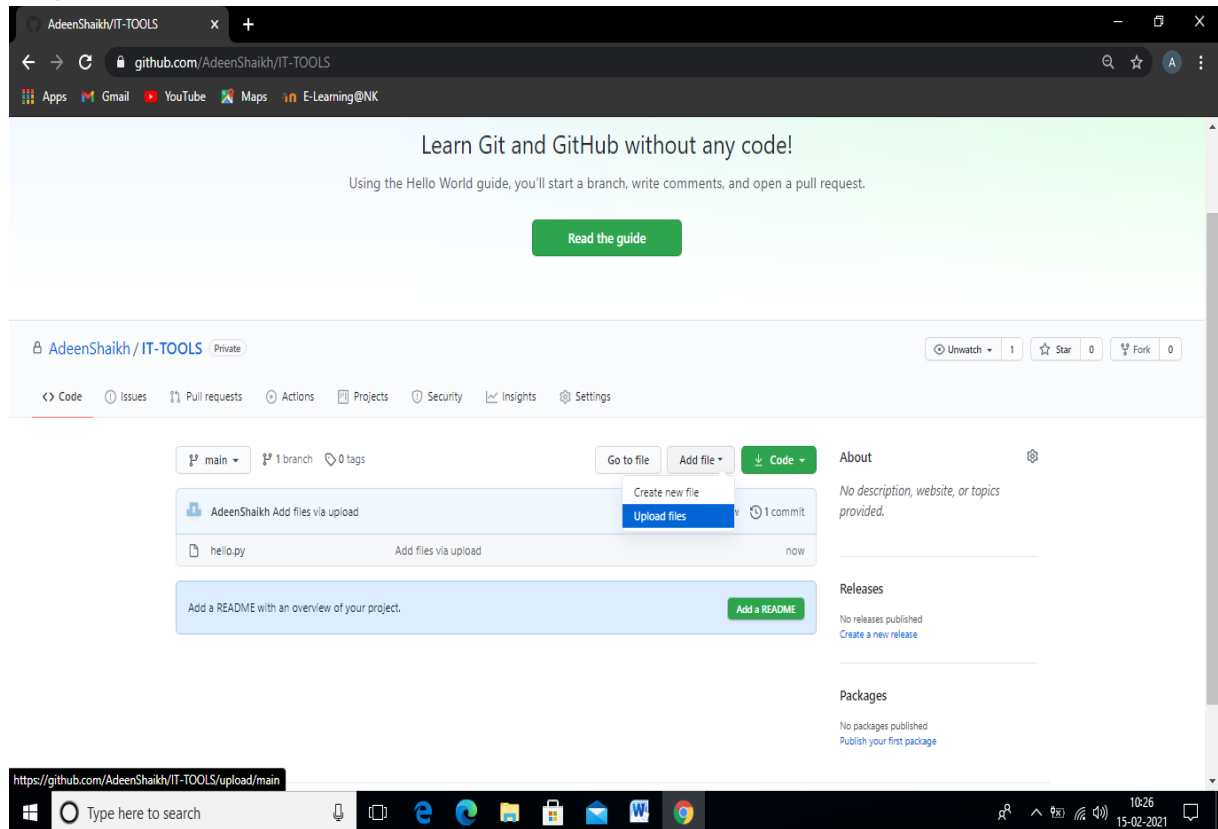 AdeenShaikh/IT-TOOLS
github.com/AdeenShaikh/IT-TOOLS
A
Apps Gmail YouTube Maps E-Learning@NK
Learn Git and GitHub without any code!
Using the Hello World guide, you'll start a branch, write comments, and open a pull request.
Read the guide
AdeenShaikh / IT-TOOLS Private
Unwatch 1 Star 0 Fork 0
Code Issues Pull requests Actions Projects Security Insights Settings
main 1 branch 0 tags Go to file Add file Code
Create new file
Upload files
AdeenShaikh Add files via upload 1 commit
hello.py Add files via upload now
Add a README with an overview of your project. Add a README
About
No description, website, or topics
provided.
Releases
No releases published
Create a new release
Packages
No packages published
Publish your first package
https://github.com/AdeenShaikh/IT-TOOLS/upload/main
Type here to search
10:26
15-02-2021